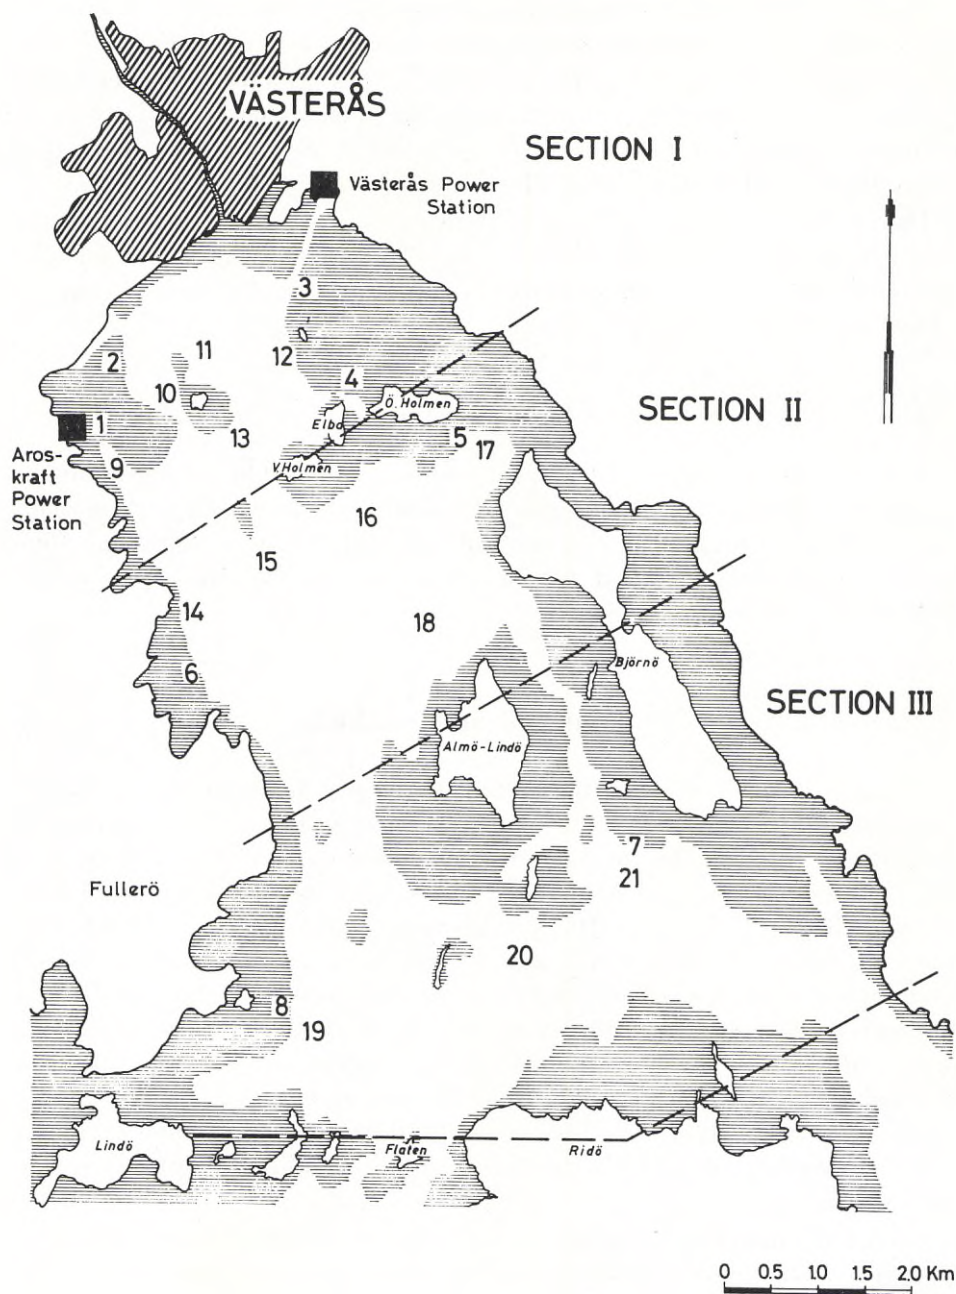 VÄSTERÅS
SECTION I
Västerås Power
Station
3
2
11
12
10
4
Ö. Holmen
SECTION II
1
Elba
13
5
17
Aros-
kraft
Power
Station
9
V. Holmen
16
15
14
18
6
Björnö
SECTION III
Almö-Lindö
7
21
Fullerö
20
8
19
Lindö
Flaten
Ridö
0 0.5 1.0 1.5 2.0 Km